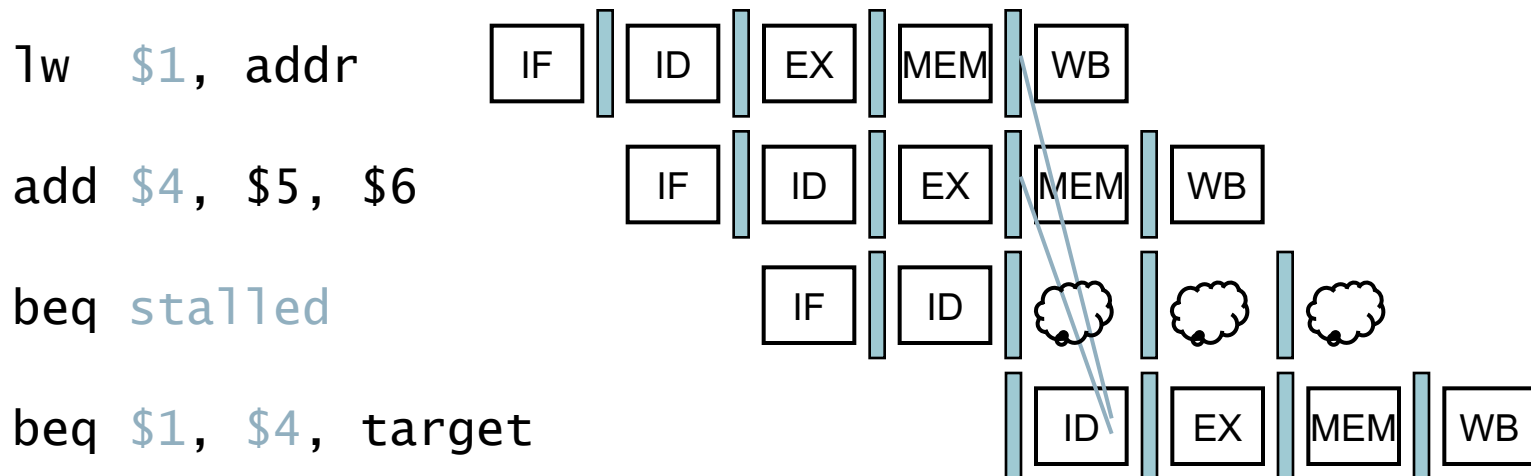 lw $1, addr IF ID EX MEM WB
add $4, $5, $6 IF ID EX MEM WB
beq stalled IF ID
beq $1, $4, target ID EX MEM WB